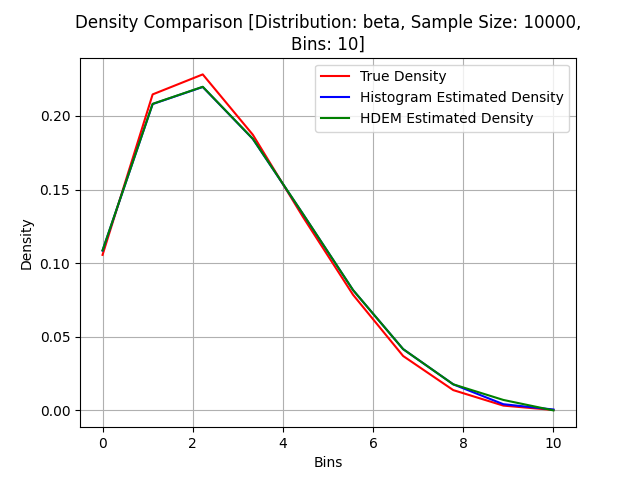 Density Comparison [Distribution: beta, Sample Size: 10000,
Bins: 10]
True Density
Histogram Estimated Density
HDEM Estimated Density
Density
0.20
0.15
0.10
0.05
0.00
0 2 4 6 8 10
Bins